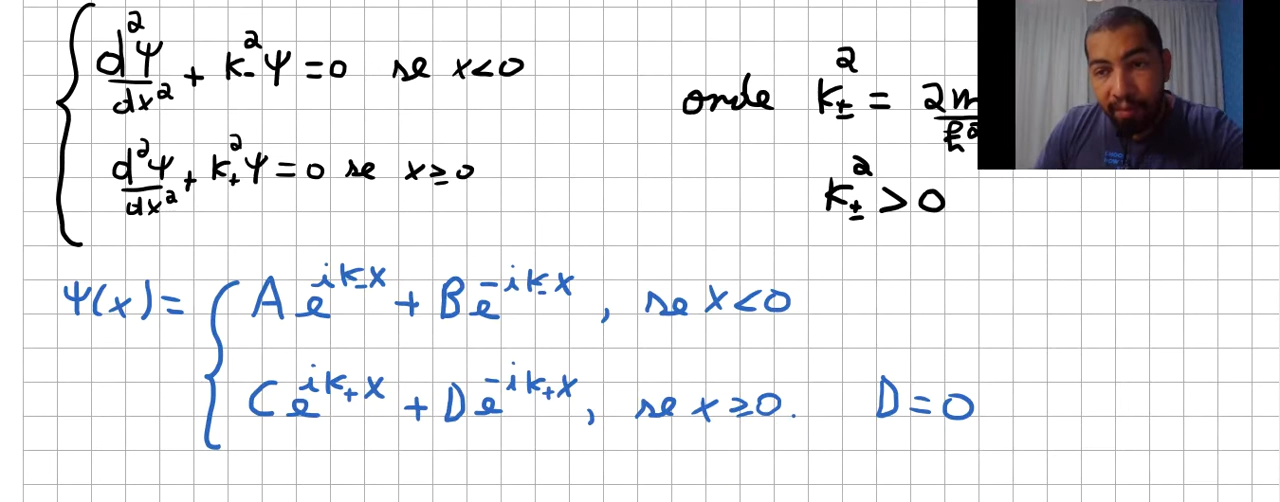 d²Ψ/dx² + k₋²Ψ = 0 se x < 0
d²Ψ/dx² + k₊²Ψ = 0 se x ≥ 0
onde k±² =
k±² > 0
Ψ(x) = { A e^{ik₋x} + B e^{-ik₋x}, se x < 0
C e^{ik₊x} + D e^{-ik₊x}, se x ≥ 0. D = 0